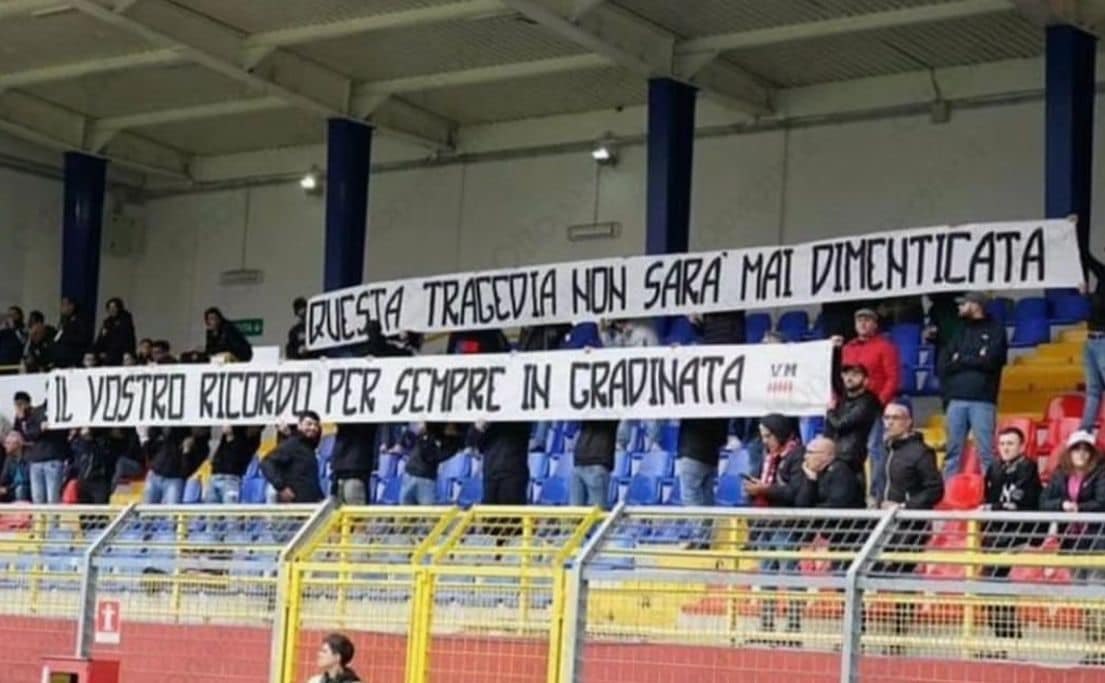 QUESTA TRAGEDIA NON SARA' MAI DIMENTICATA
IL VOSTRO RICORDO PER SEMPRE IN GRADINATA
VM